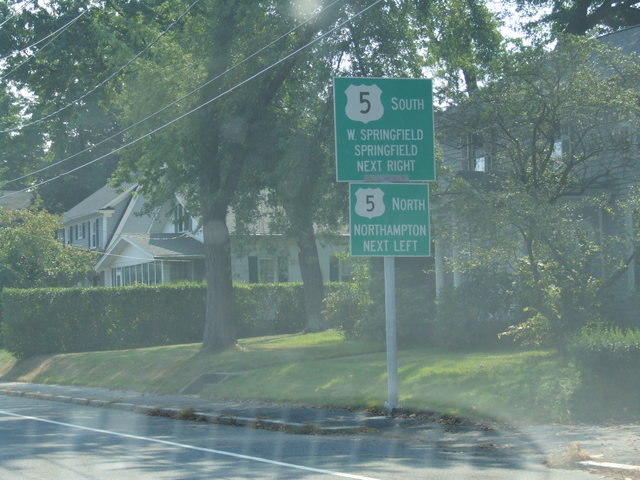 5 SOUTH
W. SPRINGFIELD
SPRINGFIELD
NEXT RIGHT
5 NORTH
NORTHAMPTON
NEXT LEFT